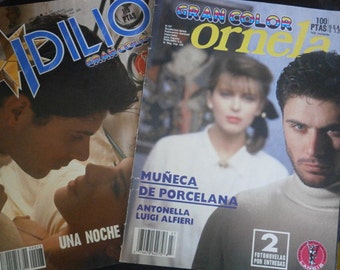 IDILIO
GRAN COLOR
UNA NOCHE
GRAN COLOR
ornela
100
PTAS
MUÑECA
DE PORCELANA
ANTONELLA
LUIGI ALFIERI
2
FOTONOVELAS
POR ENTREGAS